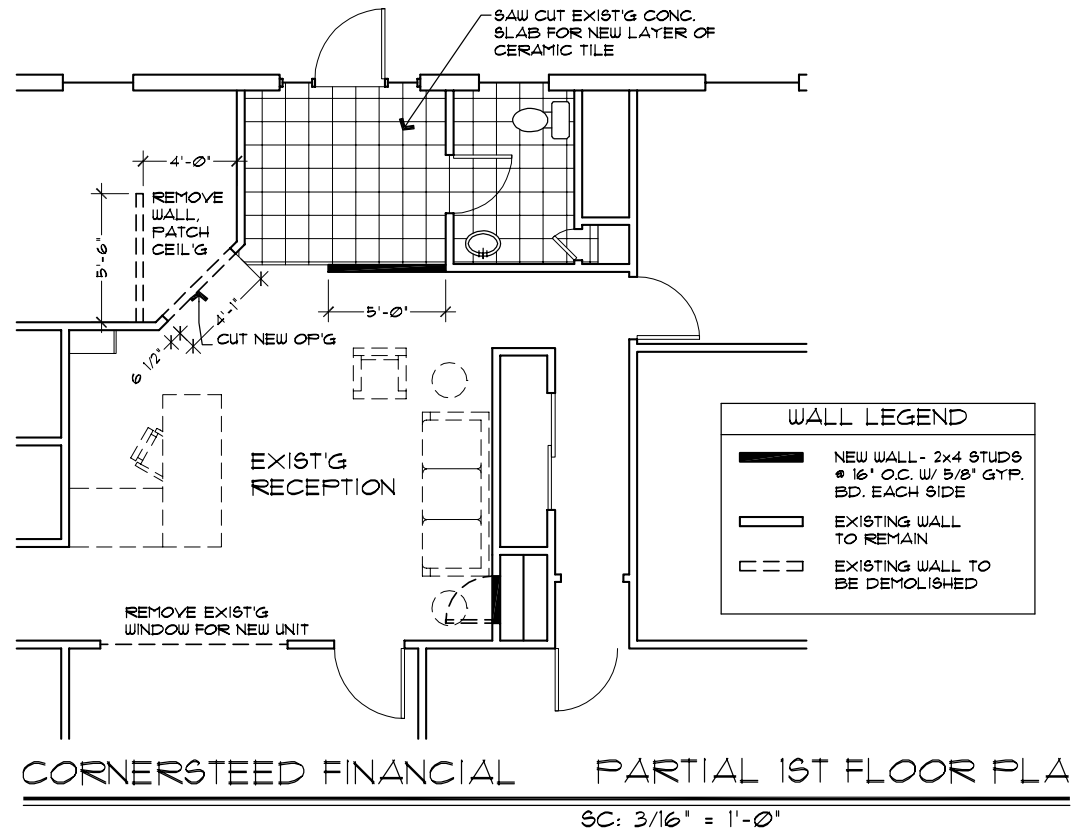 SAW CUT EXIST'G CONC.
SLAB FOR NEW LAYER OF
CERAMIC TILE
4'-0"
REMOVE
WALL,
PATCH
CEIL'G
5'-6"
4'-1"
5'-0"
CUT NEW OP'G
6 1/2"
WALL LEGEND
NEW WALL- 2x4 STUDS
@ 16" O.C. W/ 5/8" GYP.
BD. EACH SIDE
EXISTING WALL
TO REMAIN
EXISTING WALL TO
BE DEMOLISHED
EXIST'G
RECEPTION
REMOVE EXIST'G
WINDOW FOR NEW UNIT
CORNERSTEED FINANCIAL
PARTIAL 1ST FLOOR PLA
SC: 3/16" = 1'-0"